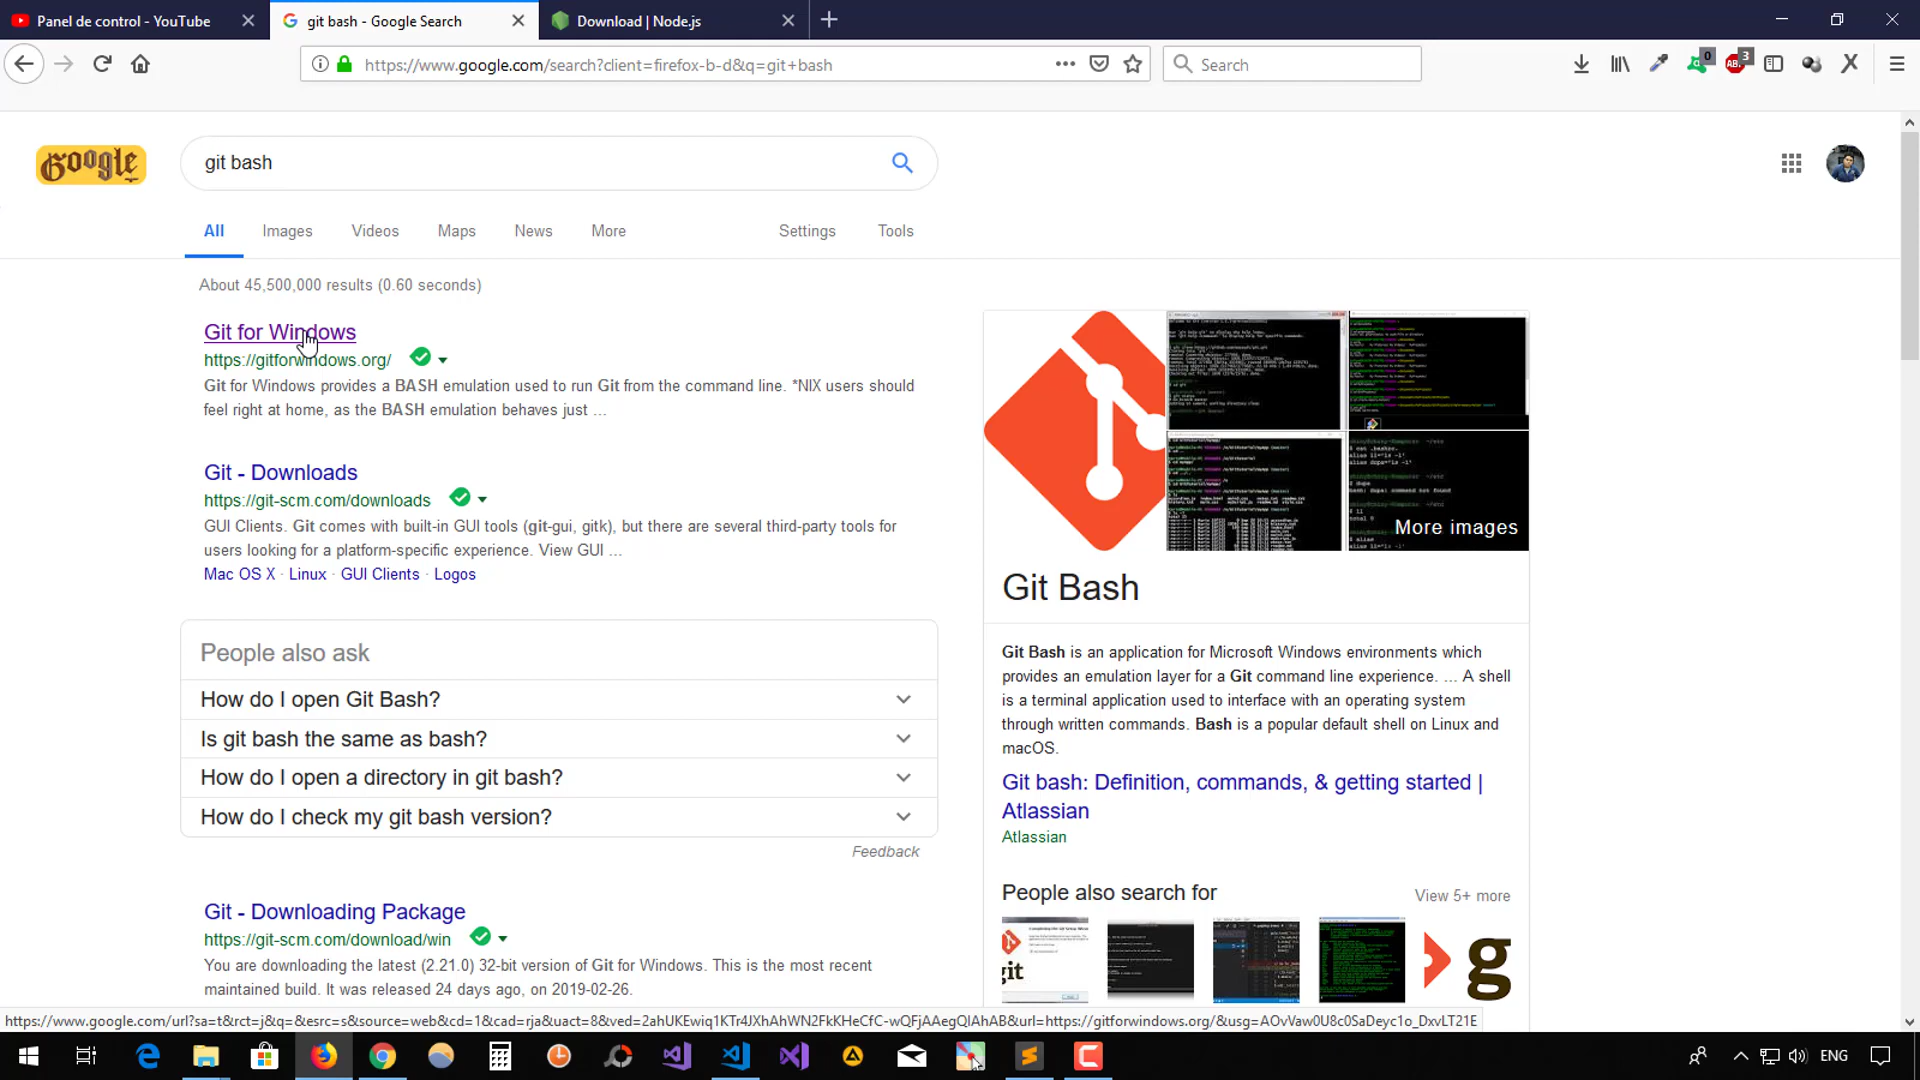 Panel de control - YouTube
git bash - Google Search
Download | Node.js
https://www.google.com/search?client=firefox-b-d&q=git+bash
Search
0
ABP
3
Google
git bash
All
Images
Videos
Maps
News
More
Settings
Tools
About 45,500,000 results (0.60 seconds)
Git for Windows
https://gitforwindows.org/
Git for Windows provides a BASH emulation used to run Git from the command line. *NIX users should
feel right at home, as the BASH emulation behaves just ...
Git - Downloads
https://git-scm.com/downloads
GUI Clients. Git comes with built-in GUI tools (git-gui, gitk), but there are several third-party tools for
users looking for a platform-specific experience. View GUI ...
Mac OS X · Linux · GUI Clients · Logos
People also ask
How do I open Git Bash?
Is git bash the same as bash?
How do I open a directory in git bash?
How do I check my git bash version?
Feedback
Git - Downloading Package
https://git-scm.com/download/win
You are downloading the latest (2.21.0) 32-bit version of Git for Windows. This is the most recent
maintained build. It was released 24 days ago, on 2019-02-26.
More images
Git Bash
Git Bash is an application for Microsoft Windows environments which
provides an emulation layer for a Git command line experience. ... A shell
is a terminal application used to interface with an operating system
through written commands. Bash is a popular default shell on Linux and
macOS.
Git bash: Definition, commands, & getting started |
Atlassian
Atlassian
People also search for
View 5+ more
git
g
https://www.google.com/url?sa=t&rct=j&q=&esrc=s&source=web&cd=1&cad=rja&uact=8&ved=2ahUKEwiq1KTr4JXhAhWN2FkKHeCfC-wQFjAAegQIAhAB&url=https://gitforwindows.org/&usg=AOvVaw0U8c0SaDeyc1o_DxvLT21E
ENG